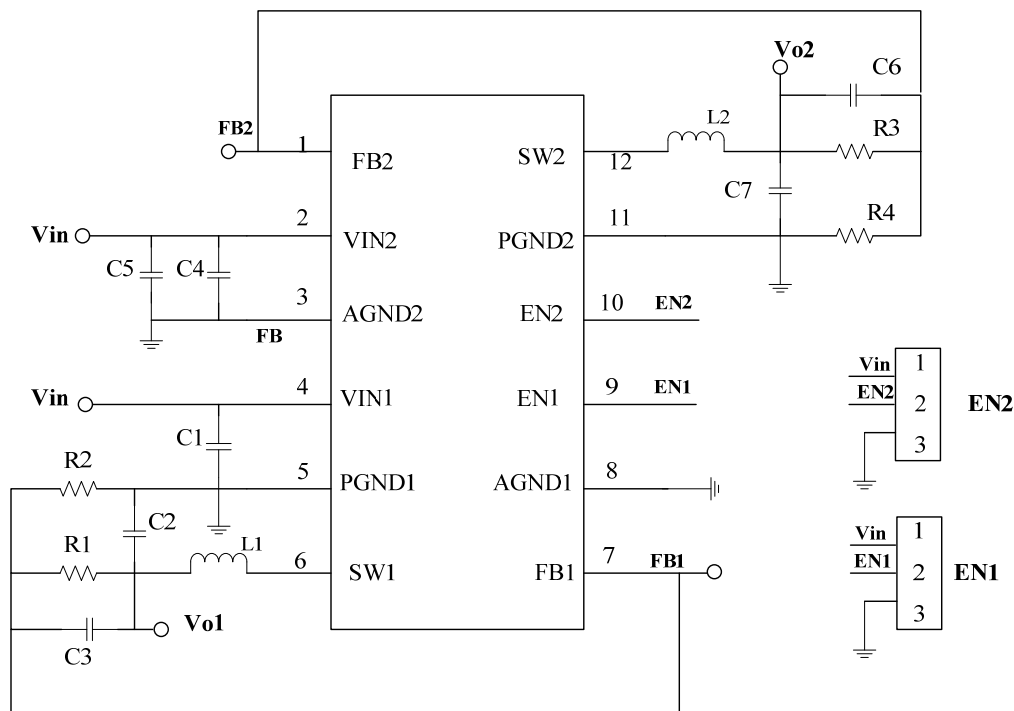 Vo2
C6
FB2
1
FB2
SW2
12
L2
R3
C7
Vin
2
VIN2
PGND2
11
R4
C5
C4
3
AGND2
FB
EN2
10
EN2
Vin
4
VIN1
EN1
9
EN1
C1
R2
5
PGND1
AGND1
8
C2
R1
L1
6
SW1
FB1
7
FB1
C3
Vo1
Vin
1
EN2
2
3
EN2
Vin
1
EN1
2
3
EN1